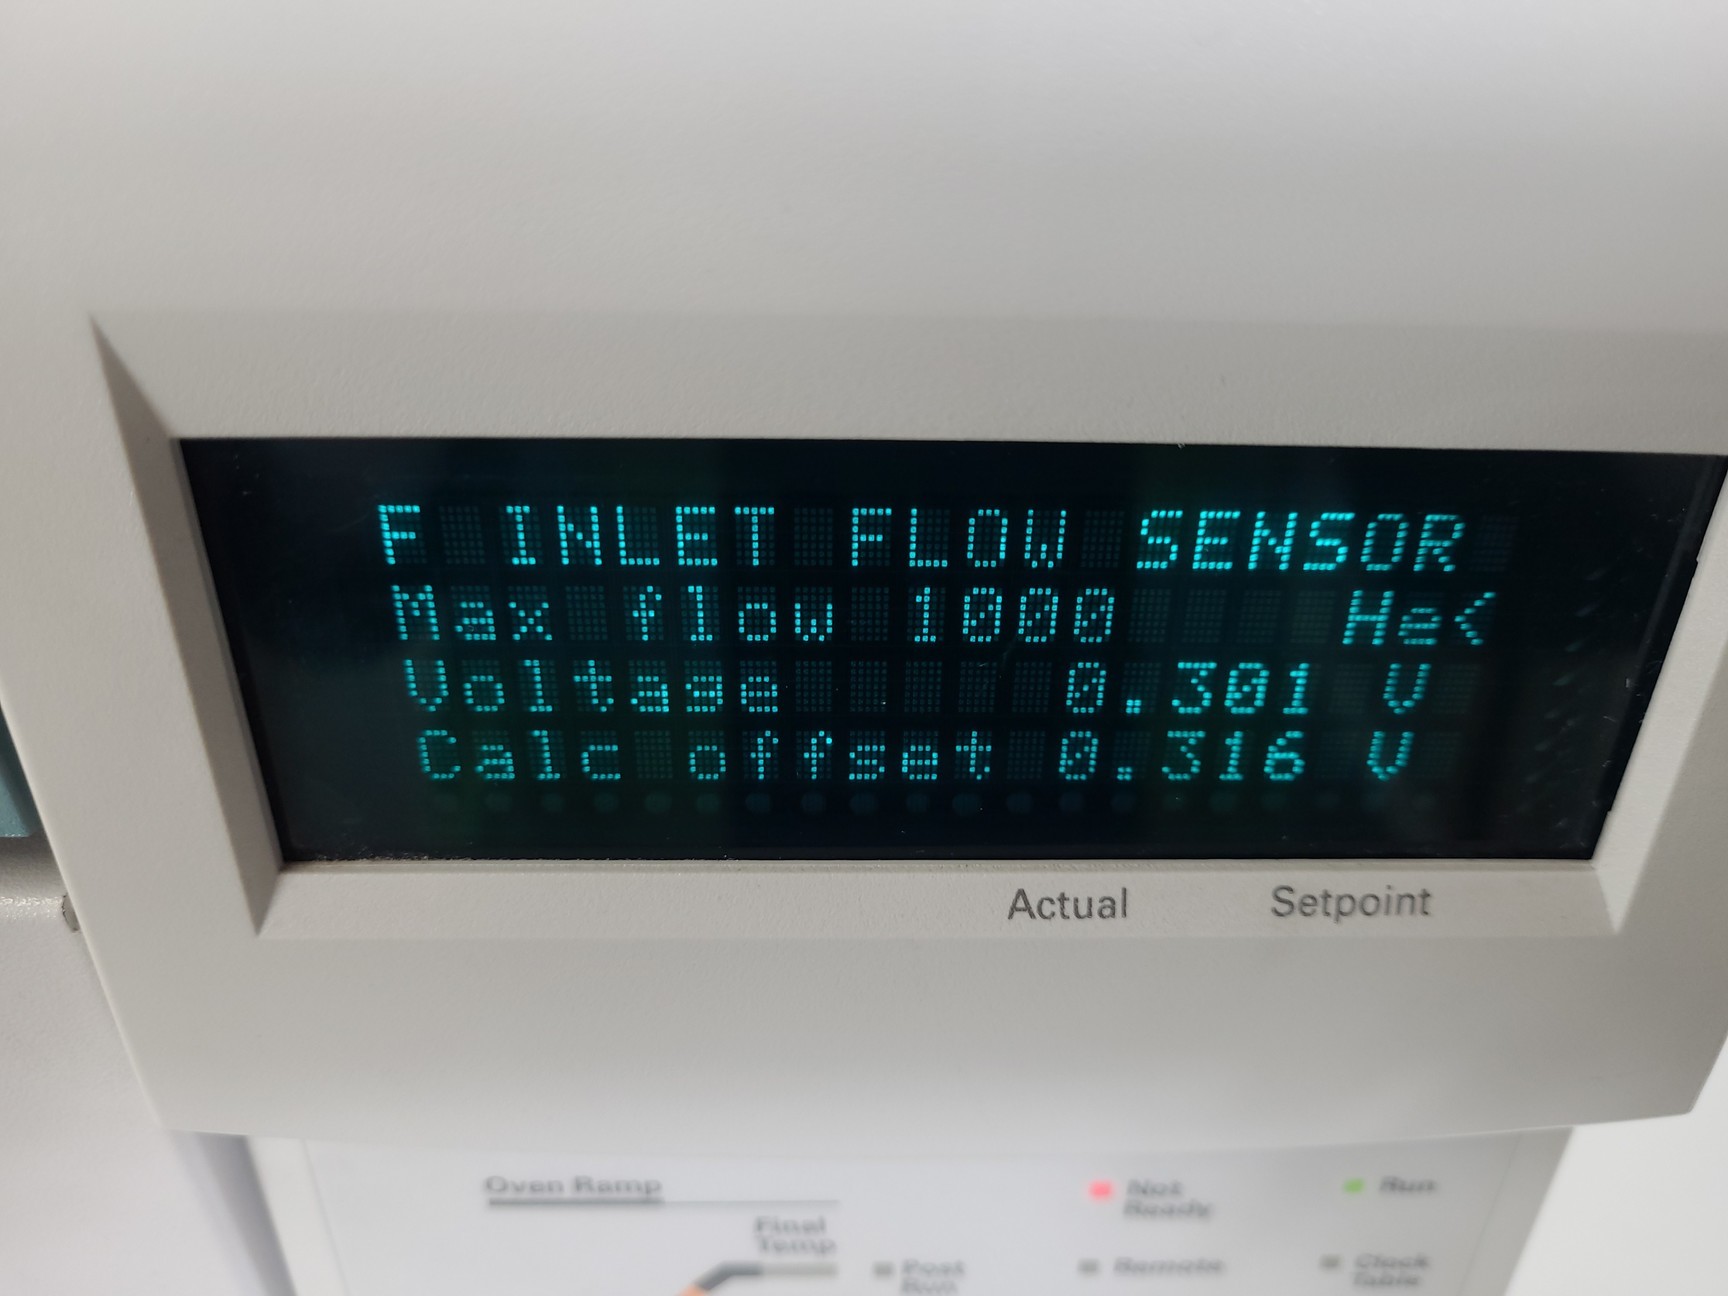 F INLET FLOW SENSOR
Max flow 1000 He<
Voltage 0.301 V
Calc offset 0.316 V
Actual Setpoint
Oven Ramp
Not Ready
Run
Final Temp
Post Run
Remote
Clock Table